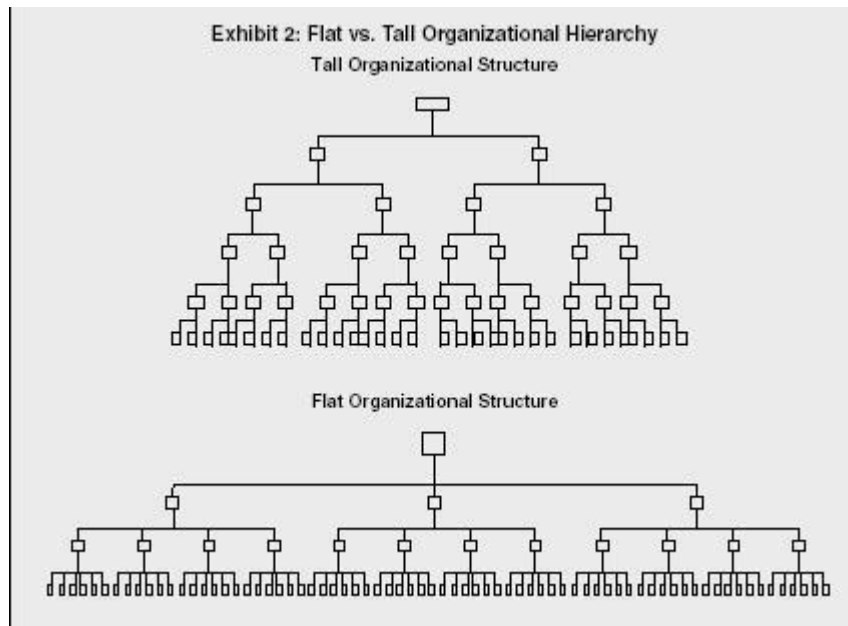 Exhibit 2: Flat vs. Tall Organizational Hierarchy
Tall Organizational Structure
Flat Organizational Structure